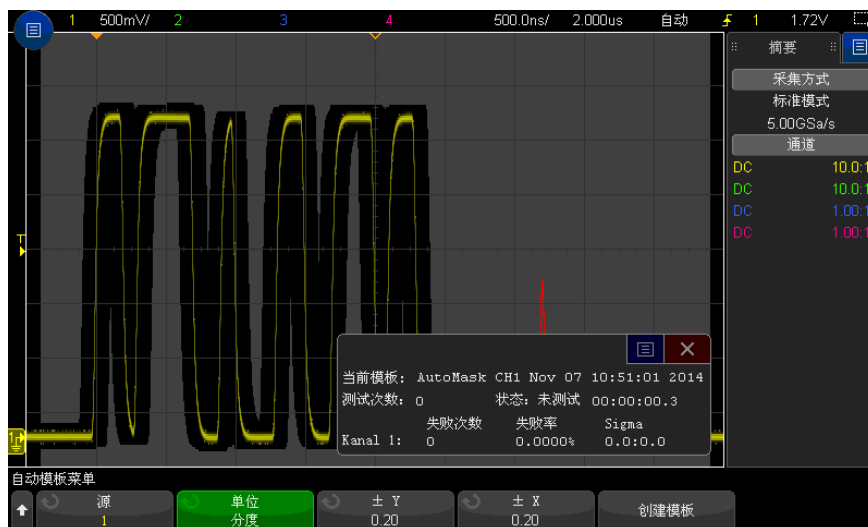 1 500mV/ 2 3 4 500.0ns/ 2.000us 自动 1 1.72V
摘要
采集方式
标准模式
5.00GSa/s
通道
DC 10.0:1
DC 10.0:1
DC 1.00:1
DC 1.00:1
T
1
当前模板: AutoMask CH1 Nov 07 10:51:01 2014
测试次数: 0 状态: 未测试 00:00:00.3
失败次数 失败率 Sigma
Kanal 1: 0 0.0000% 0.0:0.0
自动模板菜单
源 单位 ± Y ± X 创建模板
1 分度 0.20 0.20